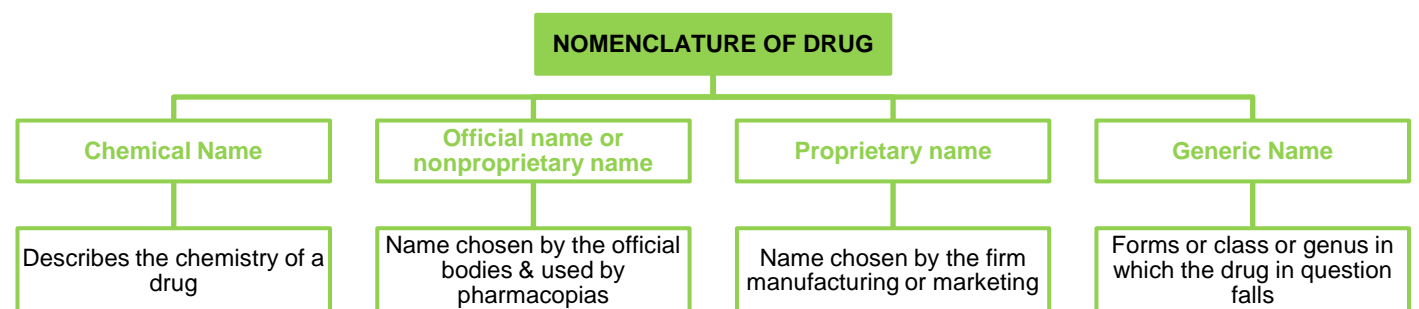 NOMENCLATURE OF DRUG
Chemical Name
Official name or
nonproprietary name
Proprietary name
Generic Name
Describes the chemistry of a
drug
Name chosen by the official
bodies & used by
pharmacopias
Name chosen by the firm
manufacturing or marketing
Forms or class or genus in
which the drug in question
falls